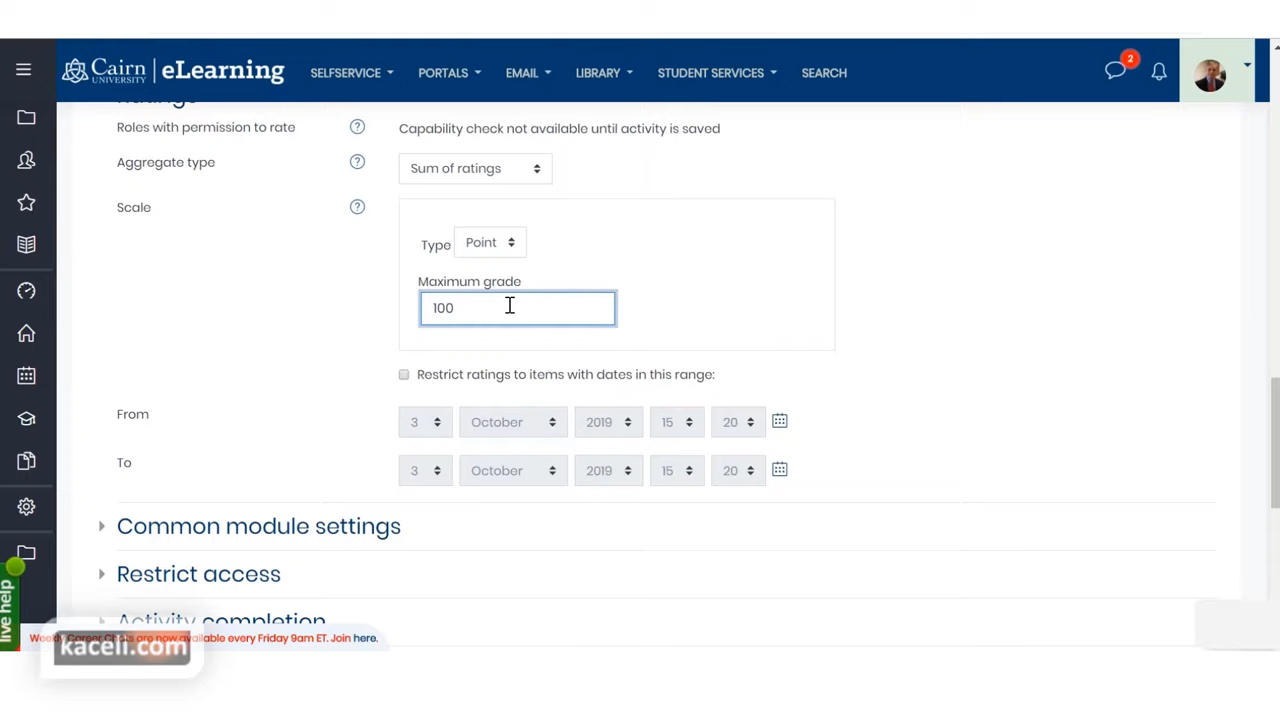 Cairn UNIVERSITY | eLearning SELFSERVICE PORTALS EMAIL LIBRARY STUDENT SERVICES SEARCH 2
Ratings
Roles with permission to rate ? Capability check not available until activity is saved
Aggregate type ? Sum of ratings
Scale ?
Type Point
Maximum grade
100
Restrict ratings to items with dates in this range:
From 3 October 2019 15 20
To 3 October 2019 15 20
Common module settings
Restrict access
Activity completion
live help
Weekly Career Chats are now available every Friday 9am ET. Join here.
kaceli.com